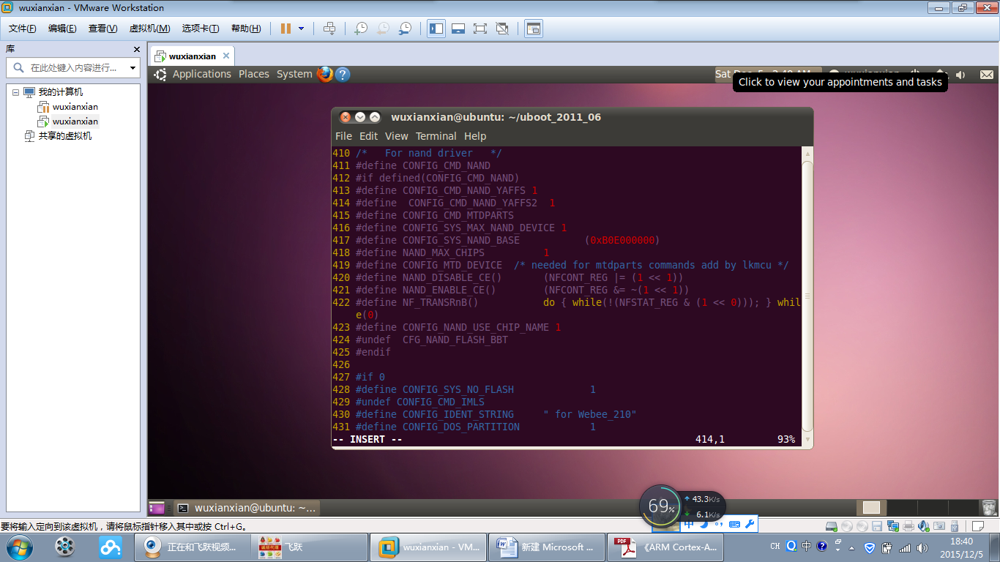 wuxianxian - VMware Workstation
文件(F) 编辑(E) 查看(V) 虚拟机(M) 选项卡(T) 帮助(H)
库
在此处键入内容进行...
我的计算机
wuxianxian
wuxianxian
共享的虚拟机
wuxianxian
Applications Places System
Click to view your appointments and tasks
wuxianxian@ubuntu: ~/uboot_2011_06
File Edit View Terminal Help
410 /* For nand driver */
411 #define CONFIG_CMD_NAND
412 #if defined(CONFIG_CMD_NAND)
413 #define CONFIG_CMD_NAND_YAFFS 1
414 #define CONFIG_CMD_NAND_YAFFS2 1
415 #define CONFIG_CMD_MTDPARTS
416 #define CONFIG_SYS_MAX_NAND_DEVICE 1
417 #define CONFIG_SYS_NAND_BASE (0xB0E000000)
418 #define NAND_MAX_CHIPS 1
419 #define CONFIG_MTD_DEVICE /* needed for mtdparts commands add by lkmcu */
420 #define NAND_DISABLE_CE() (NFCONT_REG |= (1 << 1))
421 #define NAND_ENABLE_CE() (NFCONT_REG &= ~(1 << 1))
422 #define NF_TRANSRnB() do { while(!(NFSTAT_REG & (1 << 0))); } whil
e(0)
423 #define CONFIG_NAND_USE_CHIP_NAME 1
424 #undef CFG_NAND_FLASH_BBT
425 #endif
426
427 #if 0
428 #define CONFIG_SYS_NO_FLASH 1
429 #undef CONFIG_CMD_IMLS
430 #define CONFIG_IDENT_STRING " for Webee_210"
431 #define CONFIG_DOS_PARTITION 1
-- INSERT -- 414,1 93%
wuxianxian@ubuntu: ~...
69%
43.3K/s
6.1K/s
中
要将输入定向到该虚拟机，请将鼠标指针移入其中或按 Ctrl+G。
正在和飞跃视频...
飞跃
wuxianxian - VM...
新建 Microsoft ...
PDF
《ARM Cortex-A...
CH
中
18:40
2015/12/5